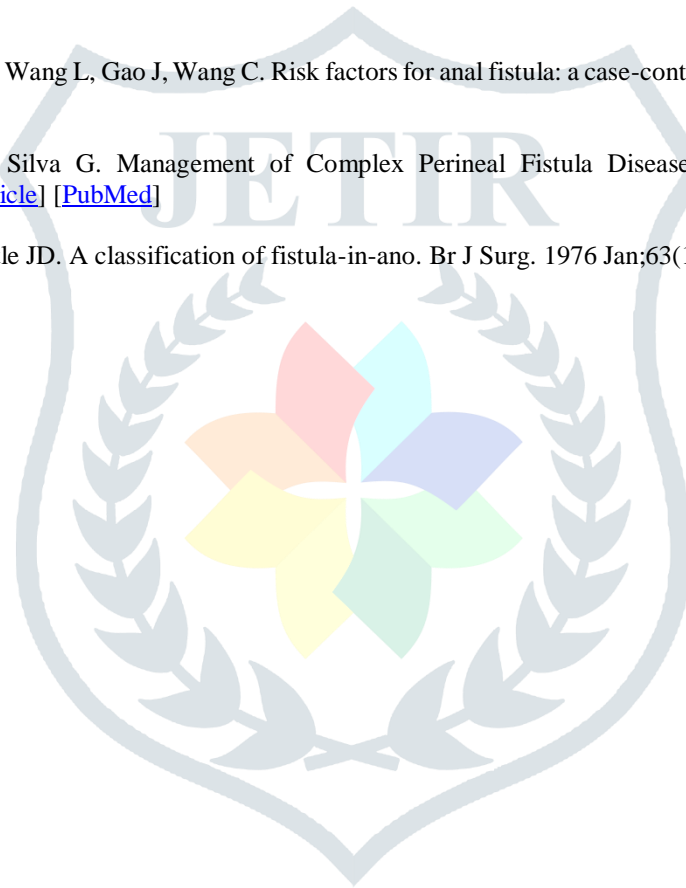 Wang L, Gao J, Wang C. Risk factors for anal fistula: a case-cont
JETIR
Silva G. Management of Complex Perineal Fistula Disease
icle] [PubMed]
le JD. A classification of fistula-in-ano. Br J Surg. 1976 Jan;63(1